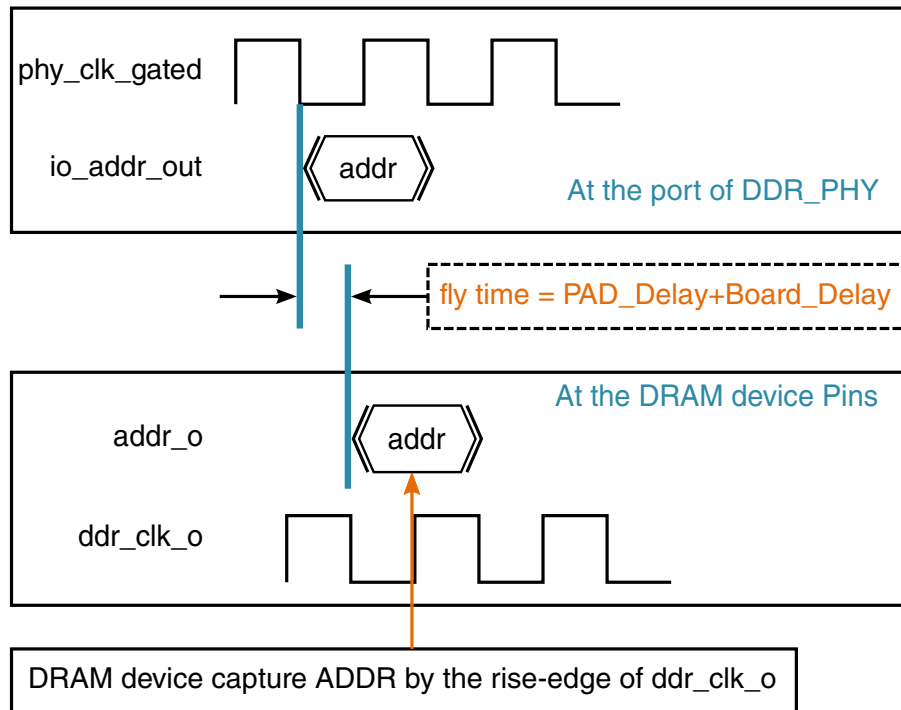 phy_clk_gated
io_addr_out
addr
At the port of DDR_PHY
fly time = PAD_Delay+Board_Delay
At the DRAM device Pins
addr_o
addr
ddr_clk_o
DRAM device capture ADDR by the rise-edge of ddr_clk_o